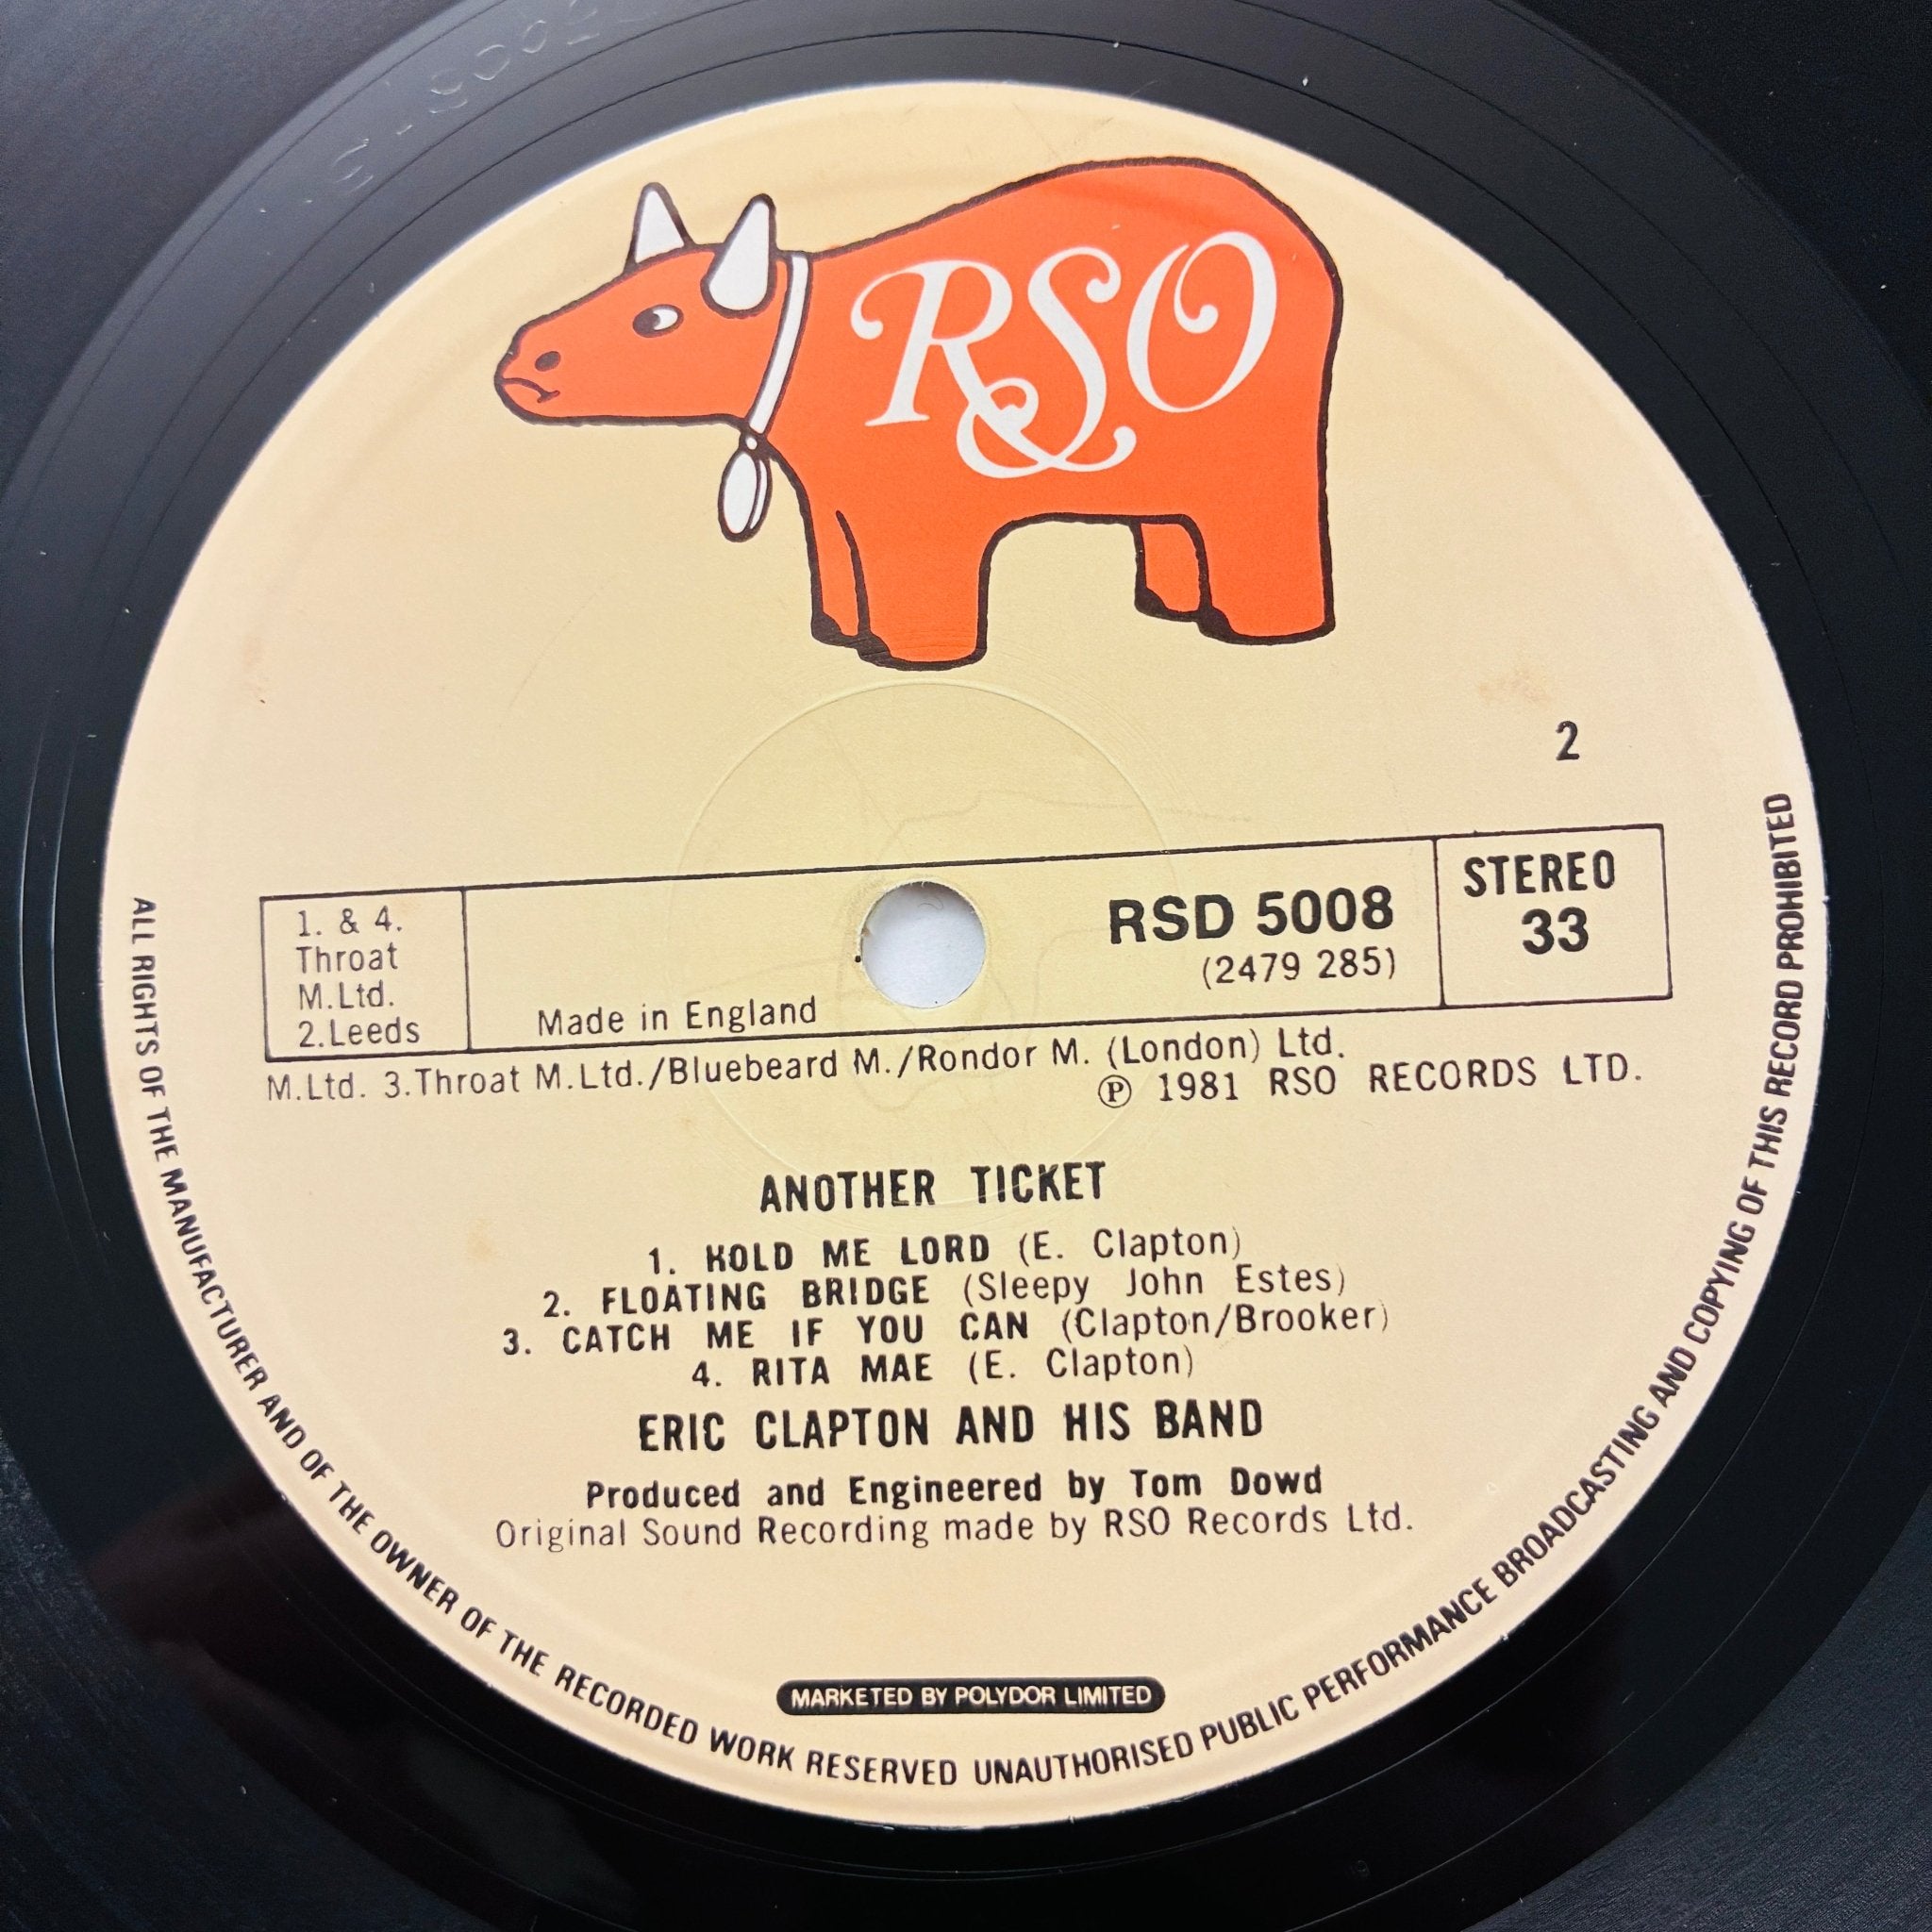 RSO
2
1. & 4.
Throat
M.Ltd.
2.Leeds
Made in England
RSD 5008
(2479 285)
STEREO
33
M.Ltd. 3.Throat M.Ltd./Bluebeard M./Rondor M. (London) Ltd.
℗ 1981 RSO RECORDS LTD.
ANOTHER TICKET
1. HOLD ME LORD (E. Clapton)
2. FLOATING BRIDGE (Sleepy John Estes)
3. CATCH ME IF YOU CAN (Clapton/Brooker)
4. RITA MAE (E. Clapton)
ERIC CLAPTON AND HIS BAND
Produced and Engineered by Tom Dowd
Original Sound Recording made by RSO Records Ltd.
MARKETED BY POLYDOR LIMITED
ALL RIGHTS OF THE MANUFACTURER AND OF THE OWNER OF THE RECORDED WORK RESERVED UNAUTHORISED PUBLIC PERFORMANCE BROADCASTING AND COPYING OF THIS RECORD PROHIBITED